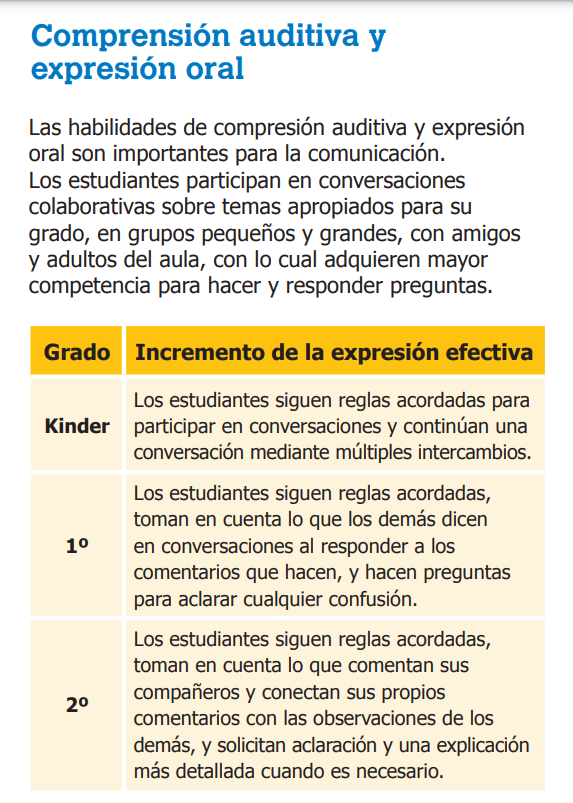 Comprensión auditiva y
expresión oral
Las habilidades de compresión auditiva y expresión
oral son importantes para la comunicación.
Los estudiantes participan en conversaciones
colaborativas sobre temas apropiados para su
grado, en grupos pequeños y grandes, con amigos
y adultos del aula, con lo cual adquieren mayor
competencia para hacer y responder preguntas.
Grado Incremento de la expresión efectiva
Kinder
Los estudiantes siguen reglas acordadas para
participar en conversaciones y continúan una
conversación mediante múltiples intercambios.
1º
Los estudiantes siguen reglas acordadas,
toman en cuenta lo que los demás dicen
en conversaciones al responder a los
comentarios que hacen, y hacen preguntas
para aclarar cualquier confusión.
2º
Los estudiantes siguen reglas acordadas,
toman en cuenta lo que comentan sus
compañeros y conectan sus propios
comentarios con las observaciones de los
demás, y solicitan aclaración y una explicación
más detallada cuando es necesario.